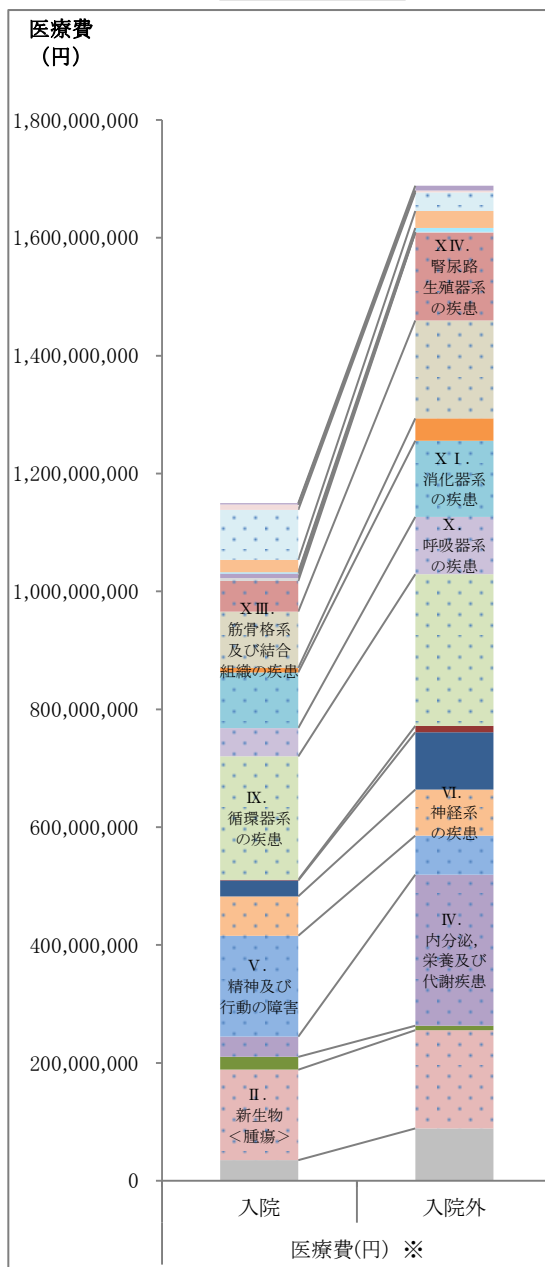 医療費
(円)
1,800,000,000
1,600,000,000
1,400,000,000
1,200,000,000
1,000,000,000
800,000,000
600,000,000
400,000,000
200,000,000
0
ⅩⅢ.
筋骨格系
及び結合
組織の疾患
Ⅸ.
循環器系
の疾患
Ⅴ.
精神及び
行動の障害
Ⅱ.
新生物
＜腫瘍＞
ⅩⅣ.
腎尿路
生殖器系
の疾患
ⅩⅠ.
消化器系
の疾患
Ⅹ.
呼吸器系
の疾患
Ⅵ.
神経系
の疾患
Ⅳ.
内分泌,
栄養及び
代謝疾患
入院
入院外
医療費(円) ※